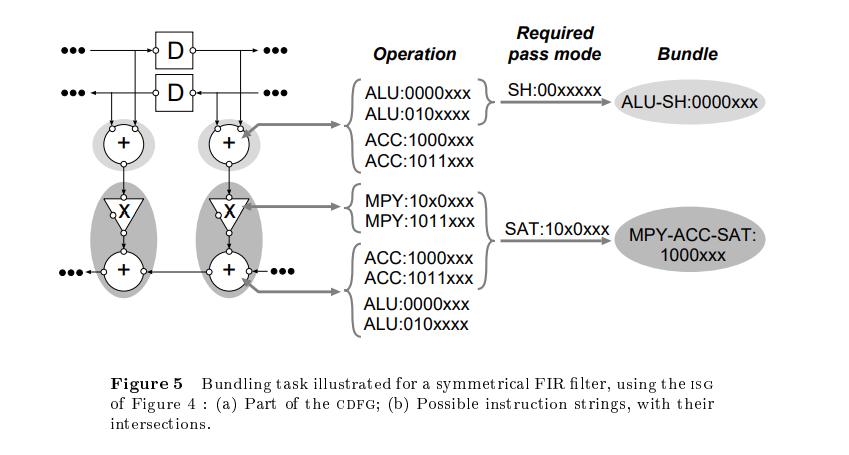 Operation
Required
pass mode
Bundle
●●● D ●●●
●●● D ●●●
ALU:0000xxx
ALU:010xxxx
ACC:1000xxx
ACC:1011xxx
SH:00xxxxx
ALU-SH:0000xxx
+ +
X X
MPY:10x0xxx
MPY:1011xxx
SAT:10x0xxx
MPY-ACC-SAT:
1000xxx
ACC:1000xxx
ACC:1011xxx
ALU:0000xxx
ALU:010xxxx
●●● + + ●●●
Figure 5 Bundling task illustrated for a symmetrical FIR filter, using the ISG
of Figure 4 : (a) Part of the CDFG; (b) Possible instruction strings, with their
intersections.